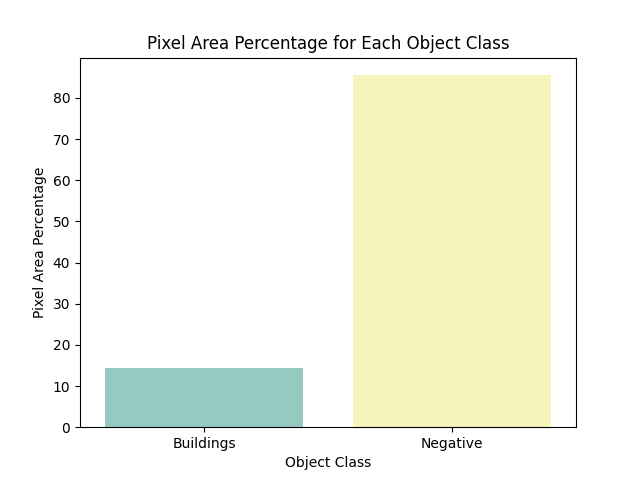 Pixel Area Percentage for Each Object Class
Pixel Area Percentage
80
70
60
50
40
30
20
10
0
Buildings
Negative
Object Class